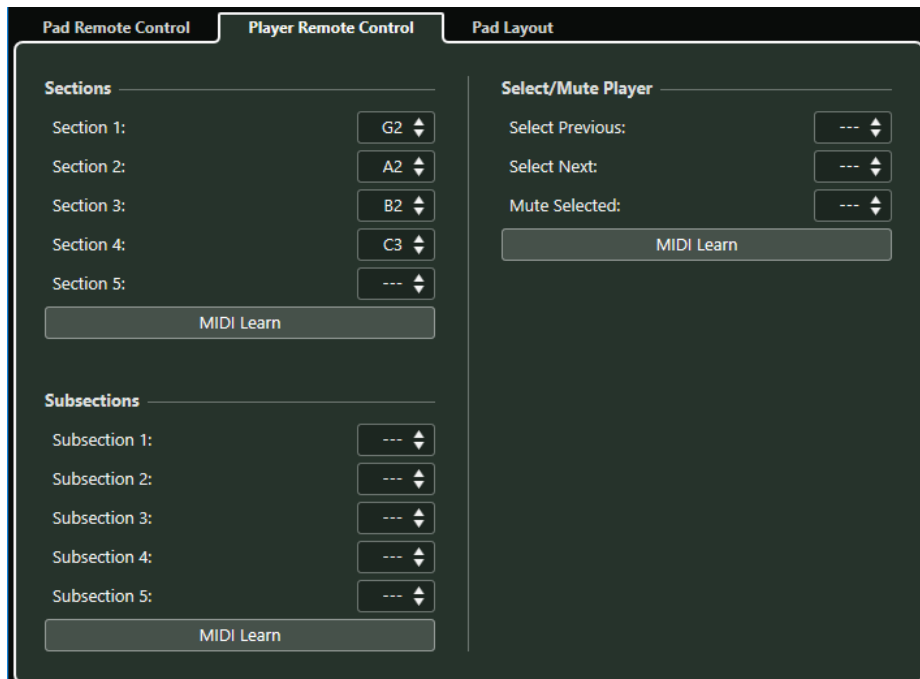 Pad Remote Control Player Remote Control Pad Layout
Sections
Section 1: G2
Section 2: A2
Section 3: B2
Section 4: C3
Section 5: ---
MIDI Learn
Subsections
Subsection 1: ---
Subsection 2: ---
Subsection 3: ---
Subsection 4: ---
Subsection 5: ---
MIDI Learn
Select/Mute Player
Select Previous: ---
Select Next: ---
Mute Selected: ---
MIDI Learn